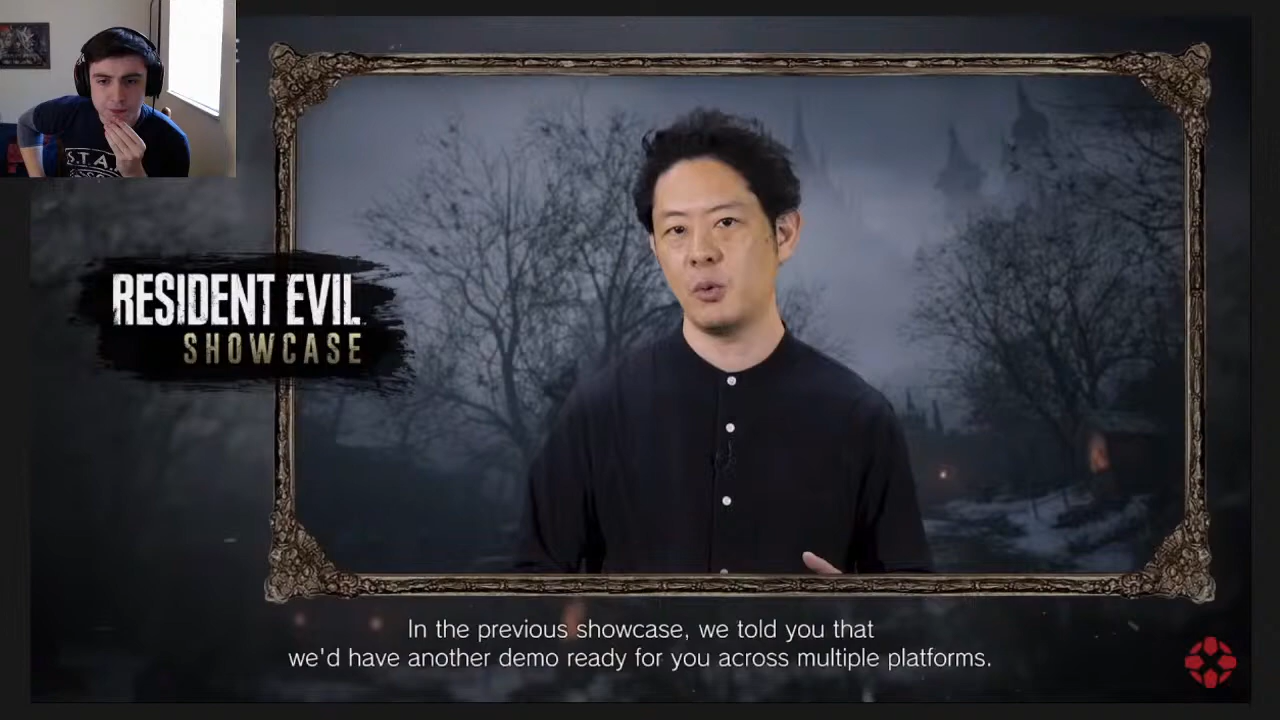 S.T.A.
RESIDENT EVIL
SHOWCASE
In the previous showcase, we told you that
we'd have another demo ready for you across multiple platforms.